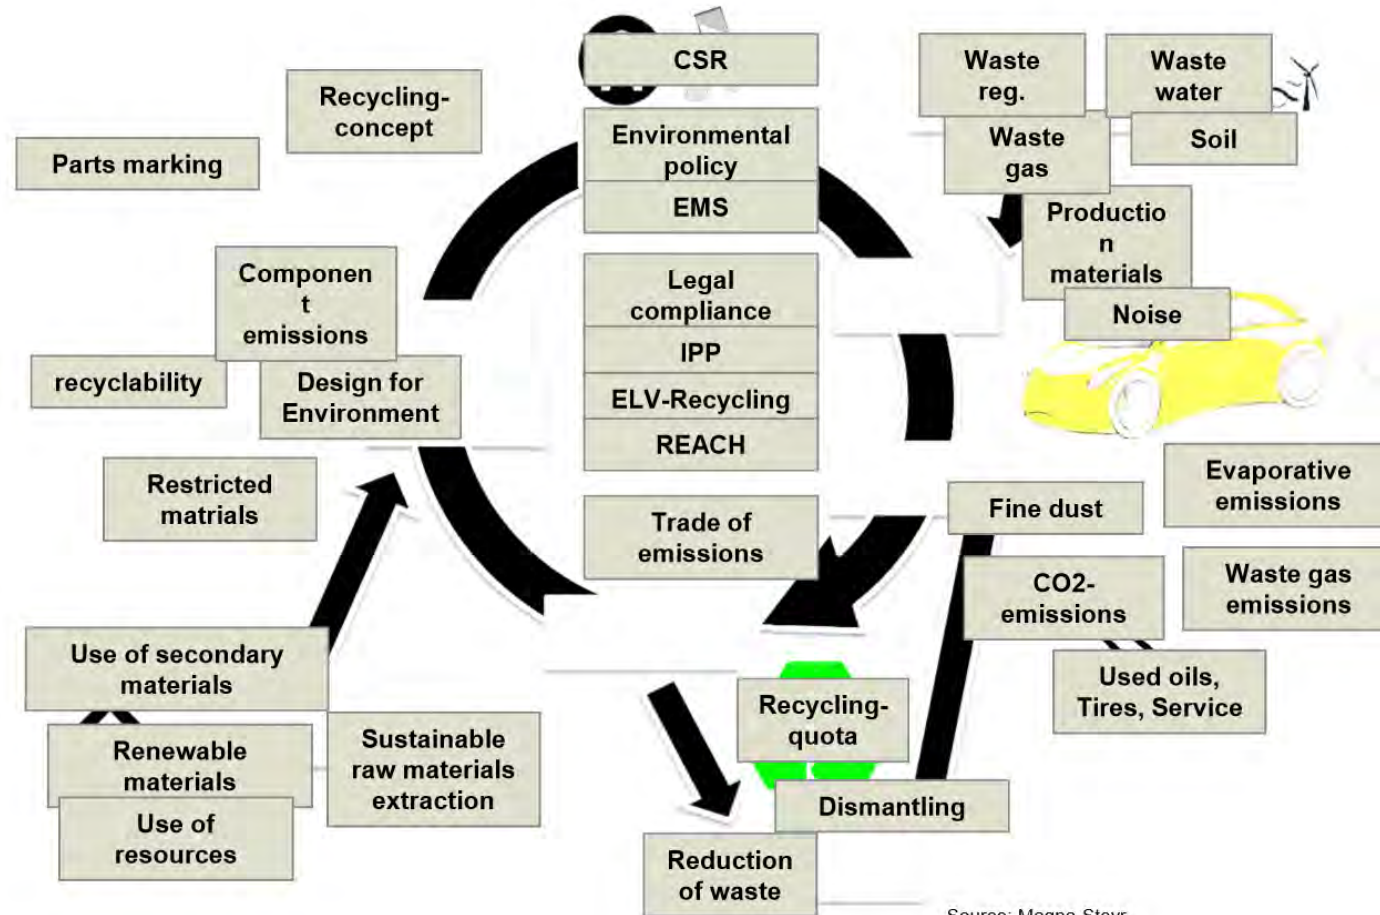 CSR
Environmental
policy
EMS
Legal
compliance
IPP
ELV-Recycling
REACH
Trade of
emissions
Recycling-
concept
Parts marking
Componen
t
emissions
recyclability
Design for
Environment
Restricted
matrials
Use of secondary
materials
Renewable
materials
Use of
resources
Sustainable
raw materials
extraction
Waste
reg.
Waste
water
Waste
gas
Soil
Productio
n
materials
Noise
Evaporative
emissions
Fine dust
CO2-
emissions
Waste gas
emissions
Used oils,
Tires, Service
Recycling-
quota
Dismantling
Reduction
of waste
Source: Magna Steyr